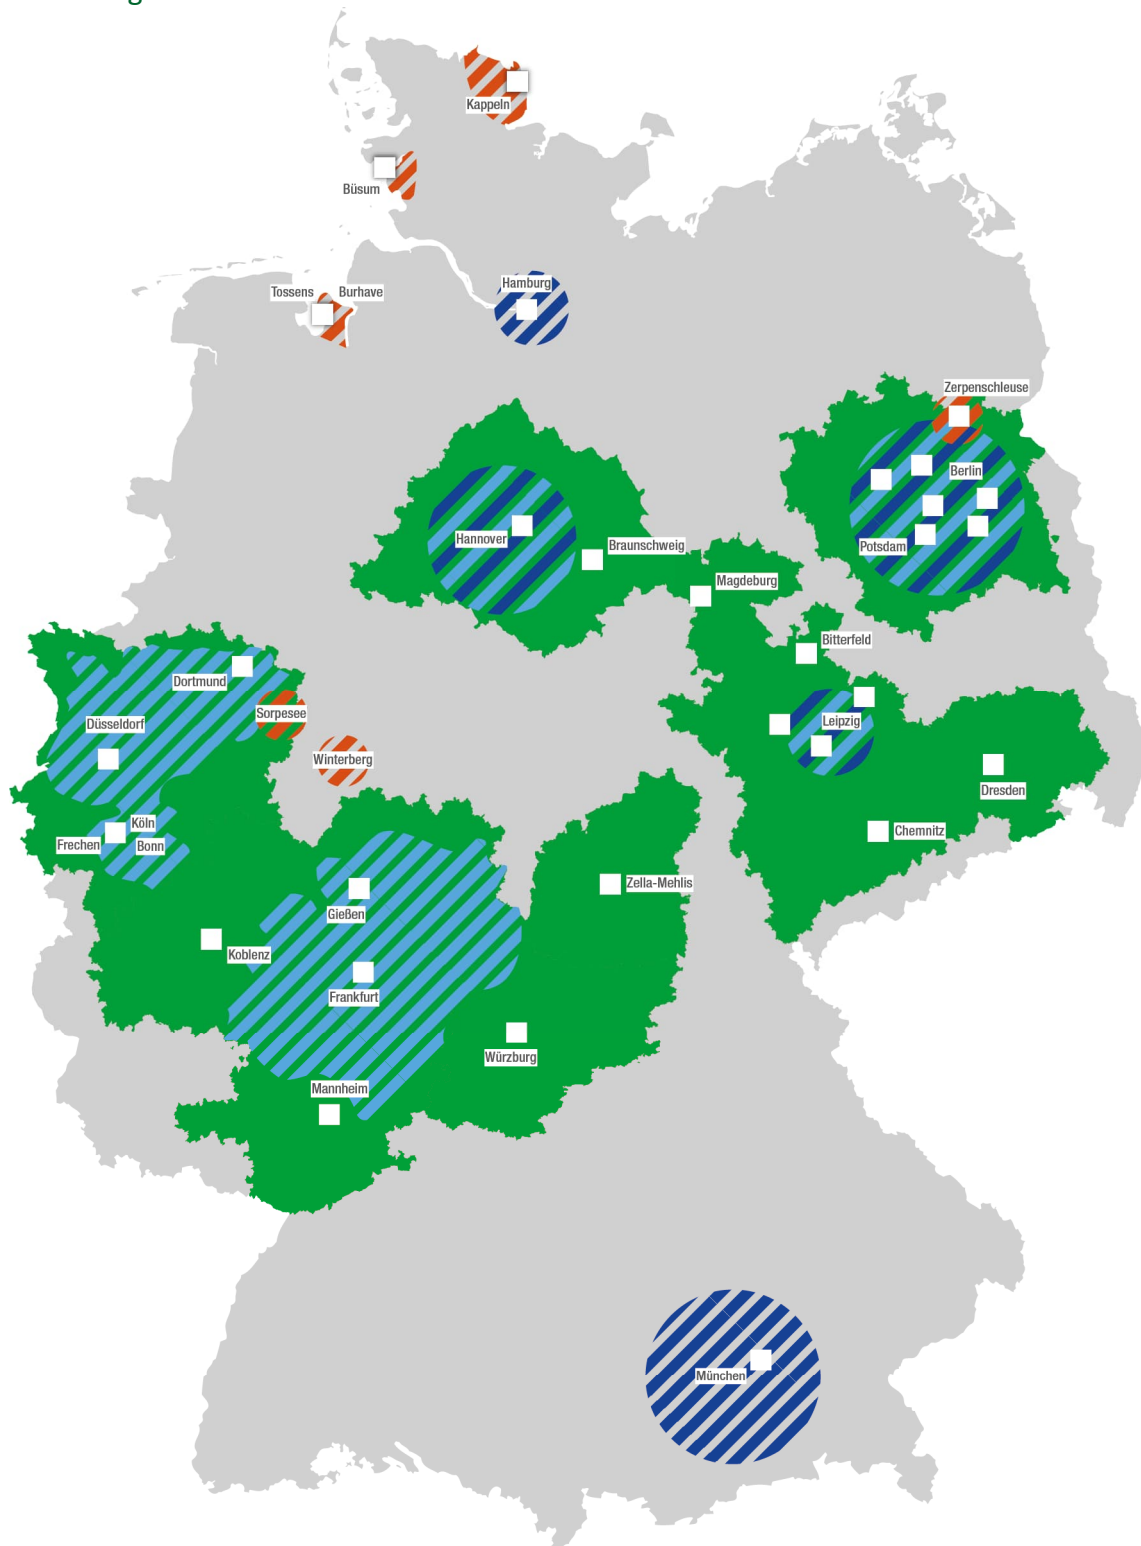 Kappeln
Büsum
Hamburg
Tossens
Burhave
Zerpenschleuse
Berlin
Hannover
Braunschweig
Potsdam
Magdeburg
Bitterfeld
Dortmund
Sorpesee
Düsseldorf
Leipzig
Winterberg
Dresden
Köln
Chemnitz
Frechen
Bonn
Zella-Mehlis
Gießen
Koblenz
Frankfurt
Würzburg
Mannheim
München